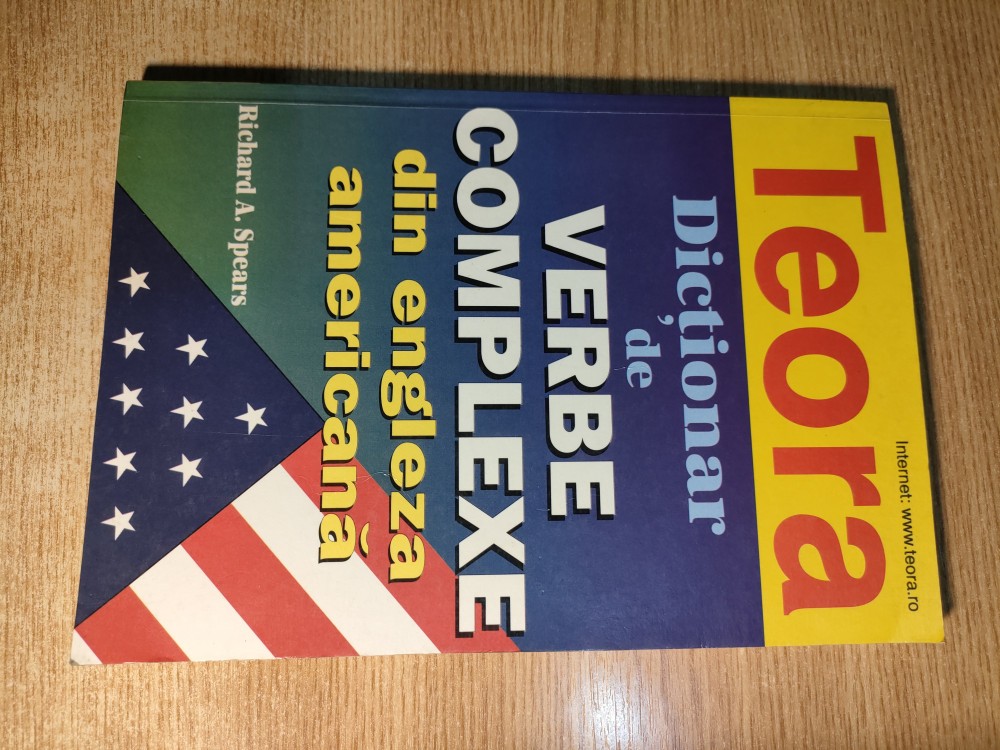 Internet: www.teora.ro
Teora
Dicționar
de
VERBE
COMPLEXE
din engleza
americană
Richard A. Spears